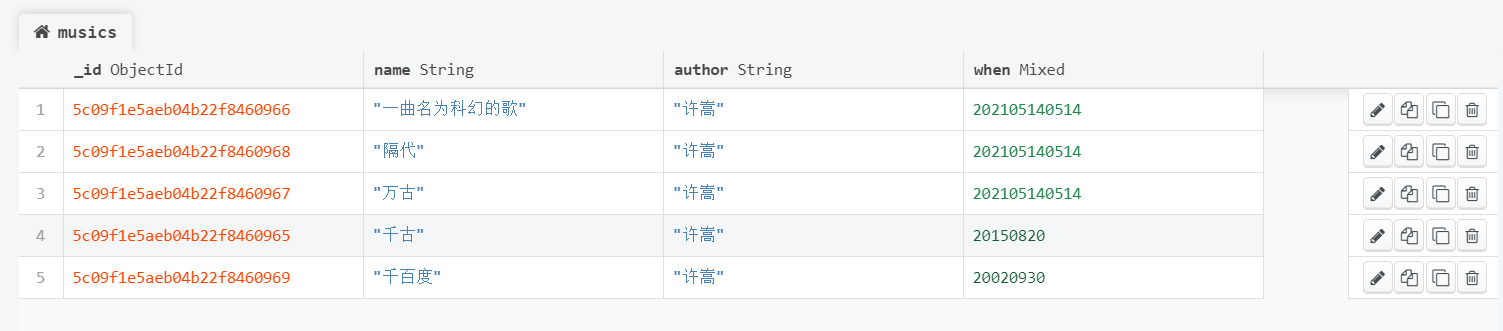 musics
_id ObjectId name String author String when Mixed
1 5c09f1e5aeb04b22f8460966 "一曲名为科幻的歌" "许嵩" 202105140514
2 5c09f1e5aeb04b22f8460968 "隔代" "许嵩" 202105140514
3 5c09f1e5aeb04b22f8460967 "万古" "许嵩" 202105140514
4 5c09f1e5aeb04b22f8460965 "千古" "许嵩" 20150820
5 5c09f1e5aeb04b22f8460969 "千百度" "许嵩" 20020930